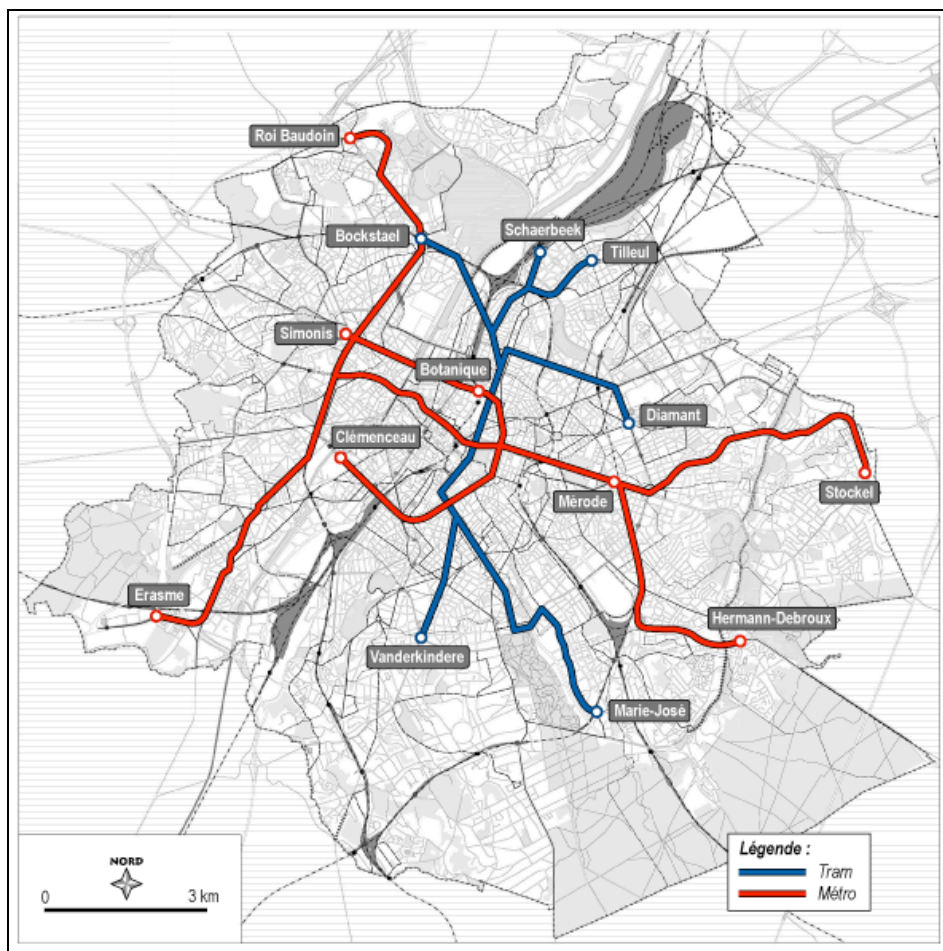 Roi Baudoin
Bockstael
Schaerbeek
Tilleul
Simonis
Botanique
Diamant
Clémenceau
Mérode
Stockel
Erasme
Hermann-Debroux
Vanderkindere
Marie-José
NORD
0 3 km
Légende :
Tram
Métro